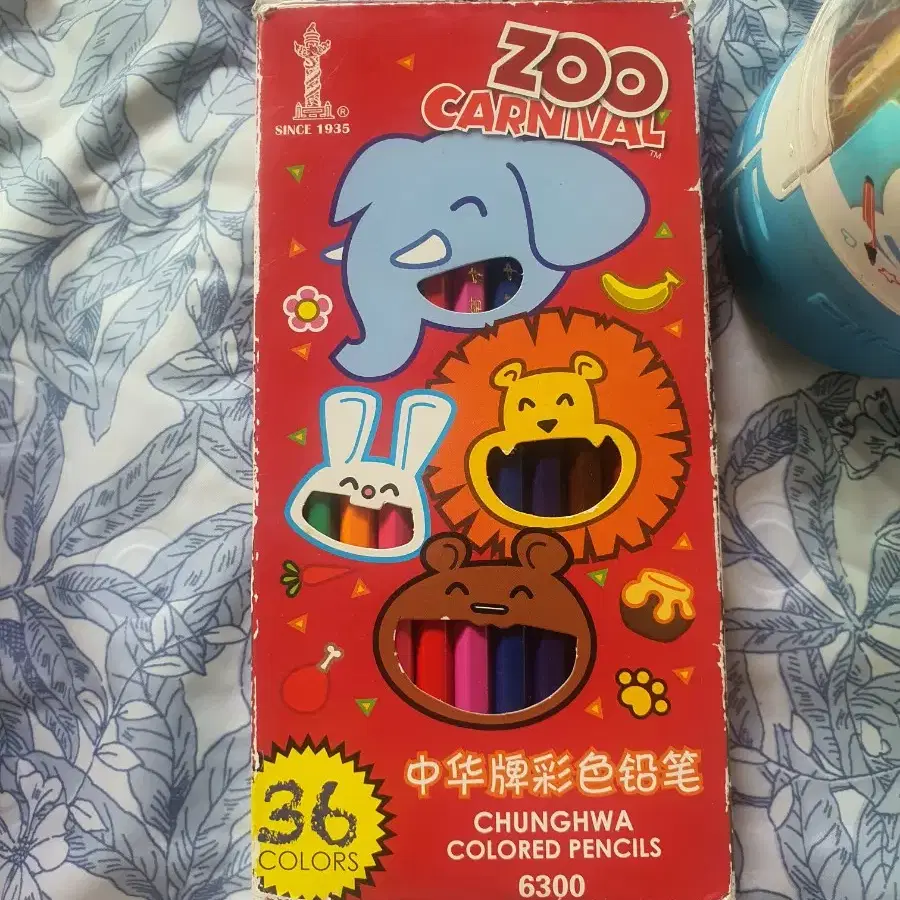 ZOO
CARNIVAL
TM
®
SINCE 1935
36
COLORS
中华牌彩色铅笔
CHUNGHWA
COLORED PENCILS
6300